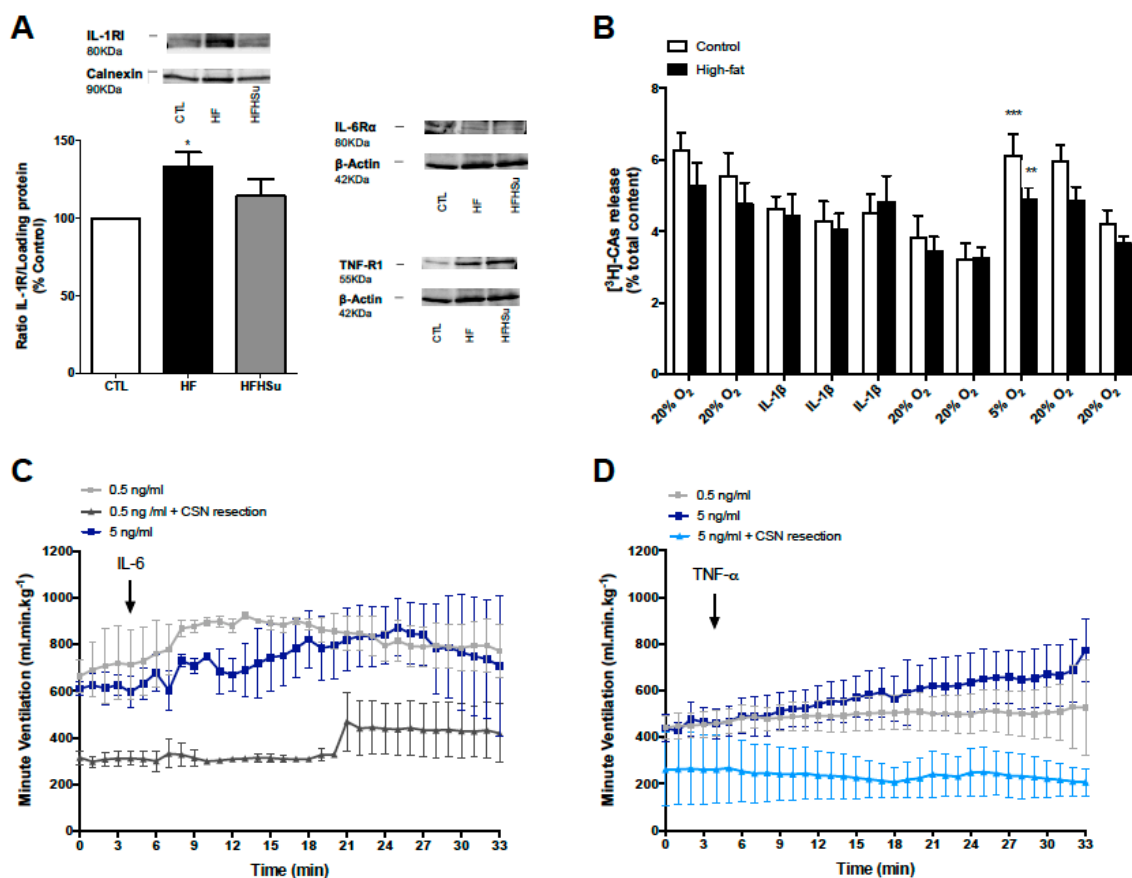 A
IL-1RI
80KDa
Calnexin
90KDa
CTL
HF
HFHSu
IL-6Rα
80KDa
β-Actin
42KDa
CTL
HF
HFHSu
TNF-R1
55KDa
β-Actin
42KDa
CTL
HF
HFHSu
Ratio IL-1R/Loading protein
(% Control)
150
100
50
0
*
CTL HF HFHSu
B
Control
High-fat
[³H]-CAs release
(% total content)
8
6
4
2
0
***
**
20% O₂ 20% O₂ IL-1β IL-1β IL-1β 20% O₂ 20% O₂ 5% O₂ 20% O₂ 20% O₂
C
0.5 ng/ml
0.5 ng /ml + CSN resection
5 ng/ml
IL-6
Minute Ventilation (ml.min.kg⁻¹)
1200
1000
800
600
400
200
0
0 3 6 9 12 15 18 21 24 27 30 33
Time (min)
D
0.5 ng/ml
5 ng/ml
5 ng/ml + CSN resection
TNF-α
Minute Ventilation (ml.min.kg⁻¹)
1200
1000
800
600
400
200
0
0 3 6 9 12 15 18 21 24 27 30 33
Time (min)